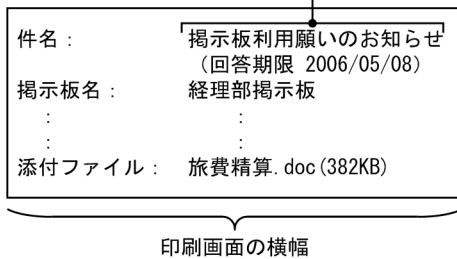 件名： 掲示板利用願いのお知らせ
（回答期限 2006/05/08）
掲示板名： 経理部掲示板
： ：
： ：
添付ファイル： 旅費精算.doc(382KB)
印刷画面の横幅